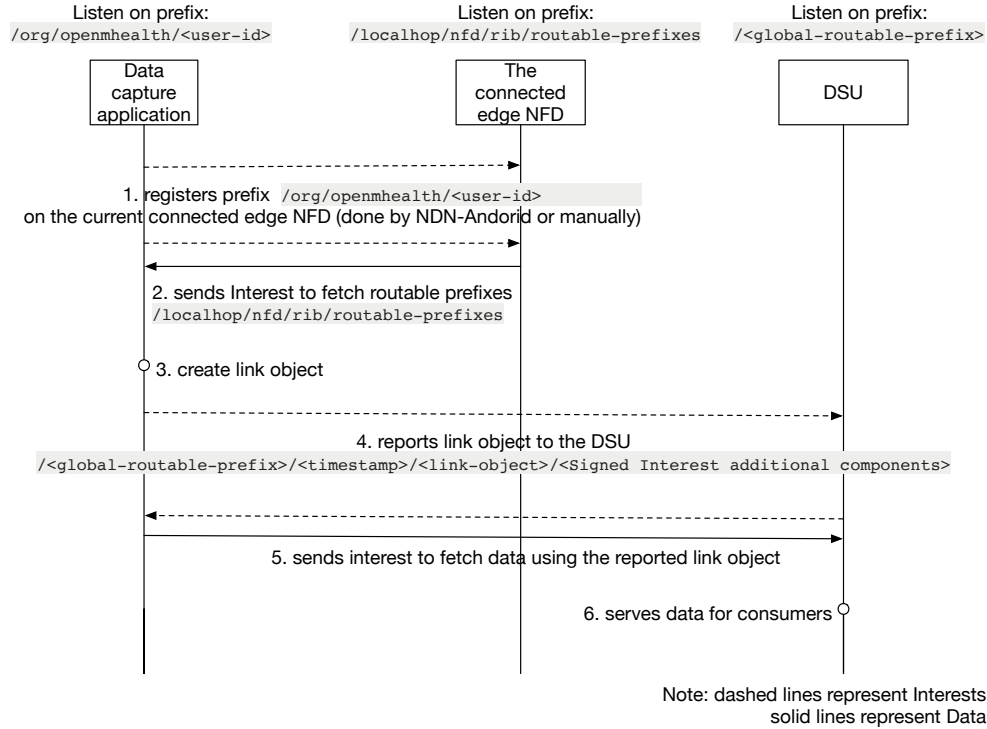 Listen on prefix:
/org/openmhealth/<user-id>
Listen on prefix:
/localhop/nfd/rib/routable-prefixes
Listen on prefix:
/<global-routable-prefix>
Data
capture
application
The
connected
edge NFD
DSU
1. registers prefix /org/openmhealth/<user-id>
on the current connected edge NFD (done by NDN-Andorid or manually)
2. sends Interest to fetch routable prefixes
/localhop/nfd/rib/routable-prefixes
3. create link object
4. reports link object to the DSU
/<global-routable-prefix>/<timestamp>/<link-object>/<Signed Interest additional components>
5. sends interest to fetch data using the reported link object
6. serves data for consumers
Note: dashed lines represent Interests
solid lines represent Data